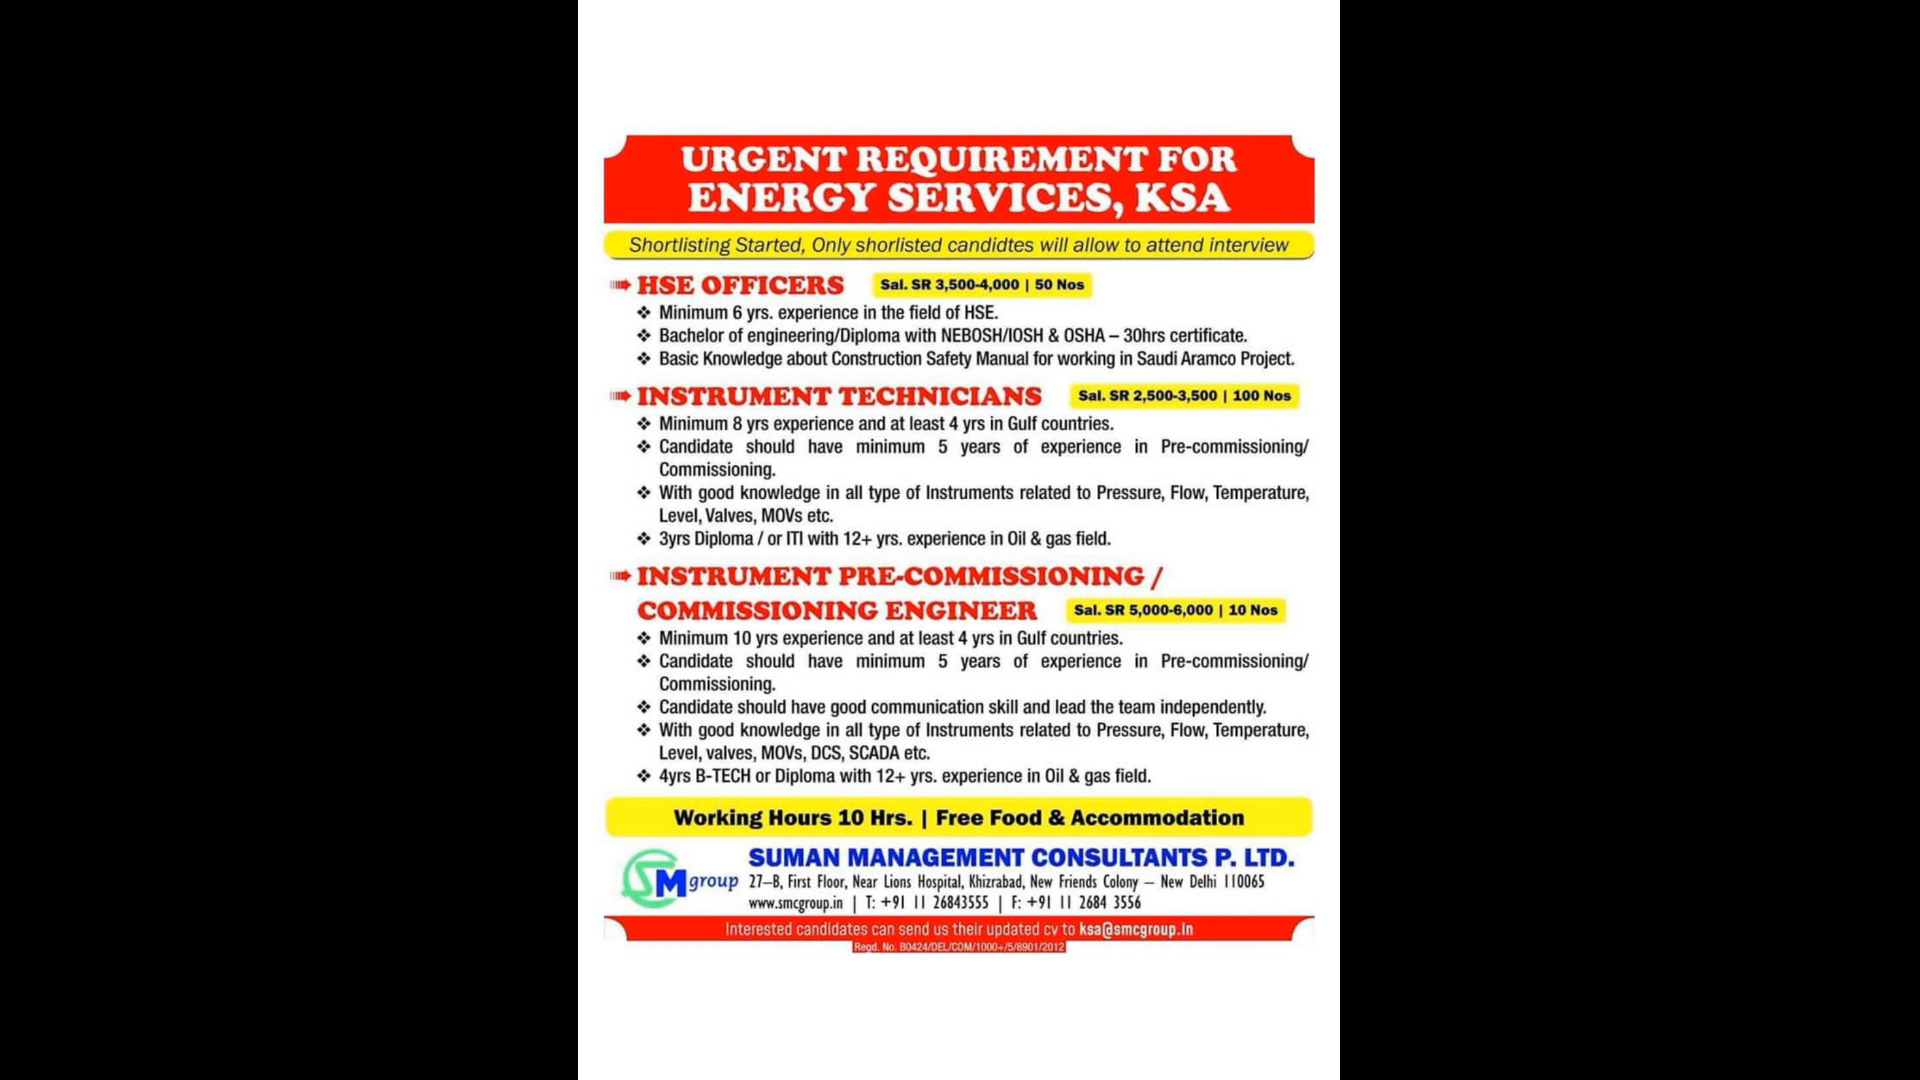 URGENT REQUIREMENT FOR
ENERGY SERVICES, KSA
Shortlisting Started, Only shorlisted candidtes will allow to attend interview
HSE OFFICERS Sal. SR 3,500-4,000 | 50 Nos
❖ Minimum 6 yrs. experience in the field of HSE.
❖ Bachelor of engineering/Diploma with NEBOSH/IOSH & OSHA – 30hrs certificate.
❖ Basic Knowledge about Construction Safety Manual for working in Saudi Aramco Project.
INSTRUMENT TECHNICIANS Sal. SR 2,500-3,500 | 100 Nos
❖ Minimum 8 yrs experience and at least 4 yrs in Gulf countries.
❖ Candidate should have minimum 5 years of experience in Pre-commissioning/
Commissioning.
❖ With good knowledge in all type of Instruments related to Pressure, Flow, Temperature,
Level, Valves, MOVs etc.
❖ 3yrs Diploma / or ITI with 12+ yrs. experience in Oil & gas field.
INSTRUMENT PRE-COMMISSIONING /
COMMISSIONING ENGINEER Sal. SR 5,000-6,000 | 10 Nos
❖ Minimum 10 yrs experience and at least 4 yrs in Gulf countries.
❖ Candidate should have minimum 5 years of experience in Pre-commissioning/
Commissioning.
❖ Candidate should have good communication skill and lead the team independently.
❖ With good knowledge in all type of Instruments related to Pressure, Flow, Temperature,
Level, valves, MOVs, DCS, SCADA etc.
❖ 4yrs B-TECH or Diploma with 12+ yrs. experience in Oil & gas field.
Working Hours 10 Hrs. | Free Food & Accommodation
SM group SUMAN MANAGEMENT CONSULTANTS P. LTD.
27–B, First Floor, Near Lions Hospital, Khizrabad, New Friends Colony – New Delhi 110065
www.smcgroup.in | T: +91 11 26843555 | F: +91 11 2684 3556
Interested candidates can send us their updated cv to ksa@smcgroup.in
Regd. No. B0424/DEL/COM/1000+/5/8901/2012